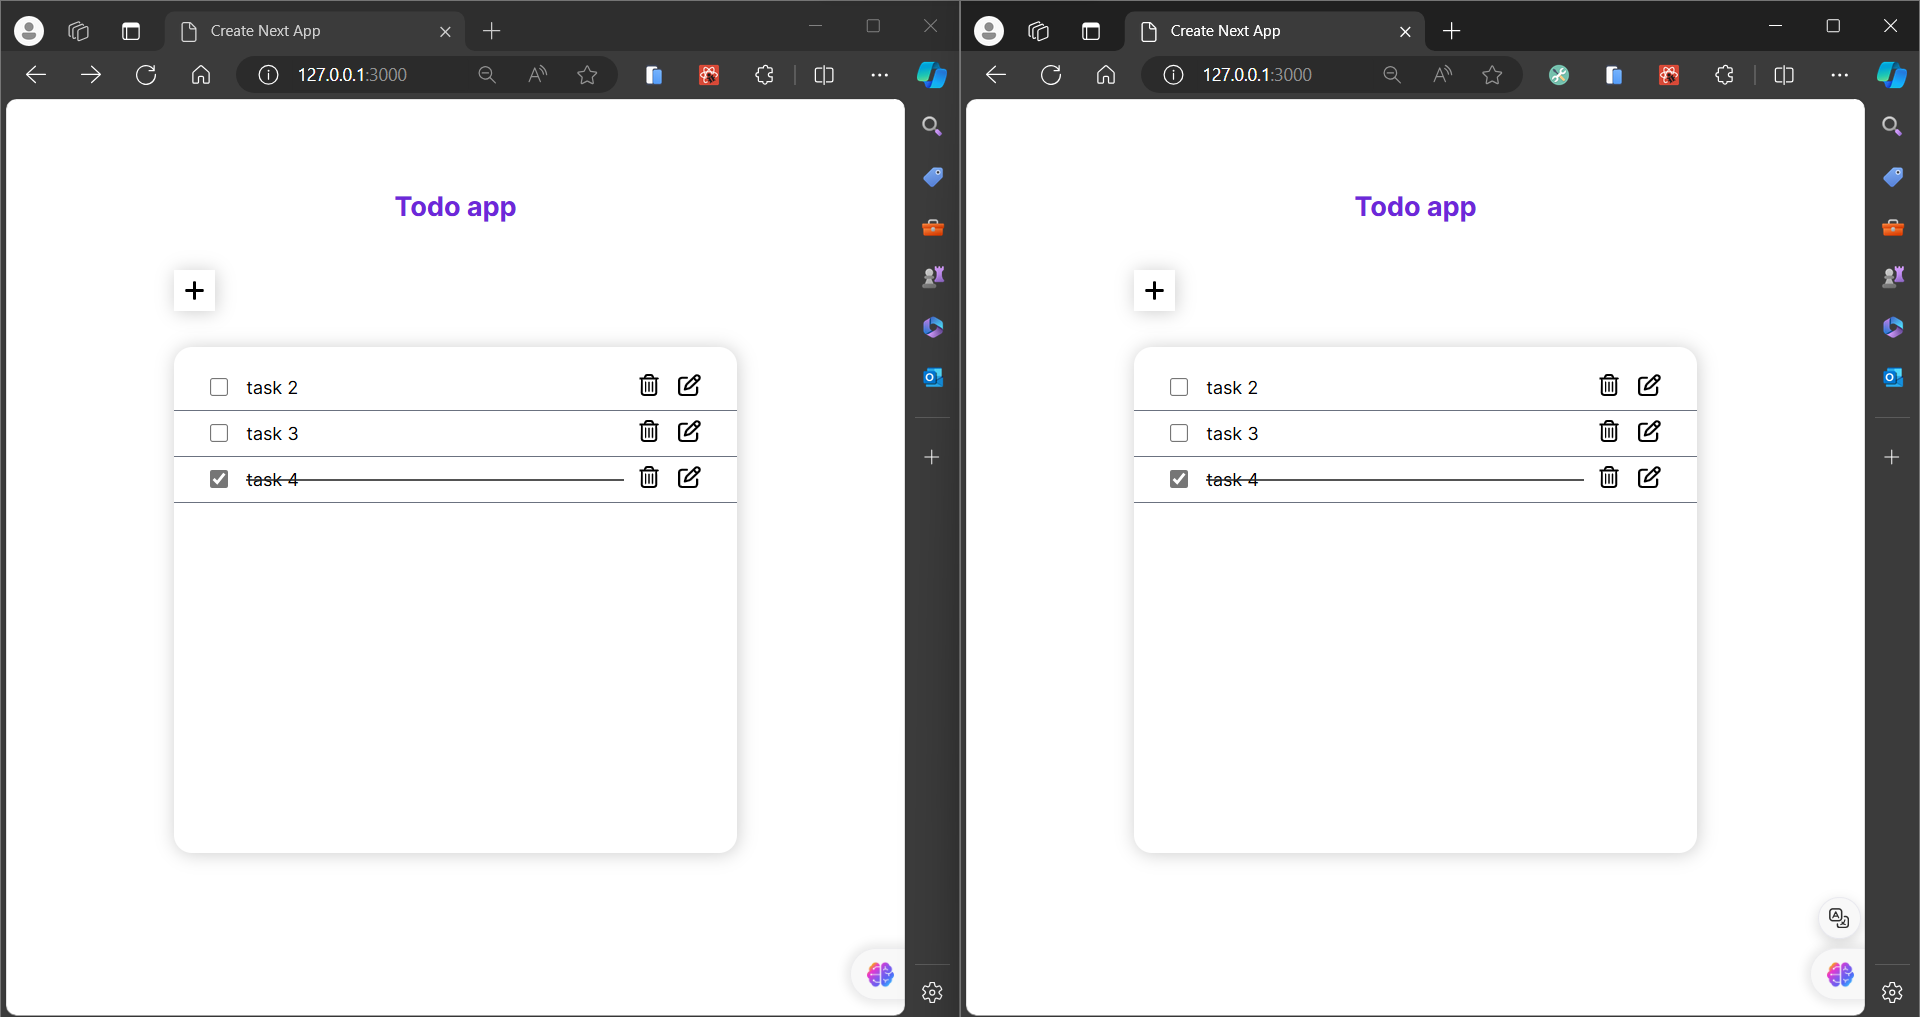 Create Next App
127.0.0.1:3000
Todo app
task 2
task 3
task 4
Create Next App
127.0.0.1:3000
Todo app
task 2
task 3
task 4